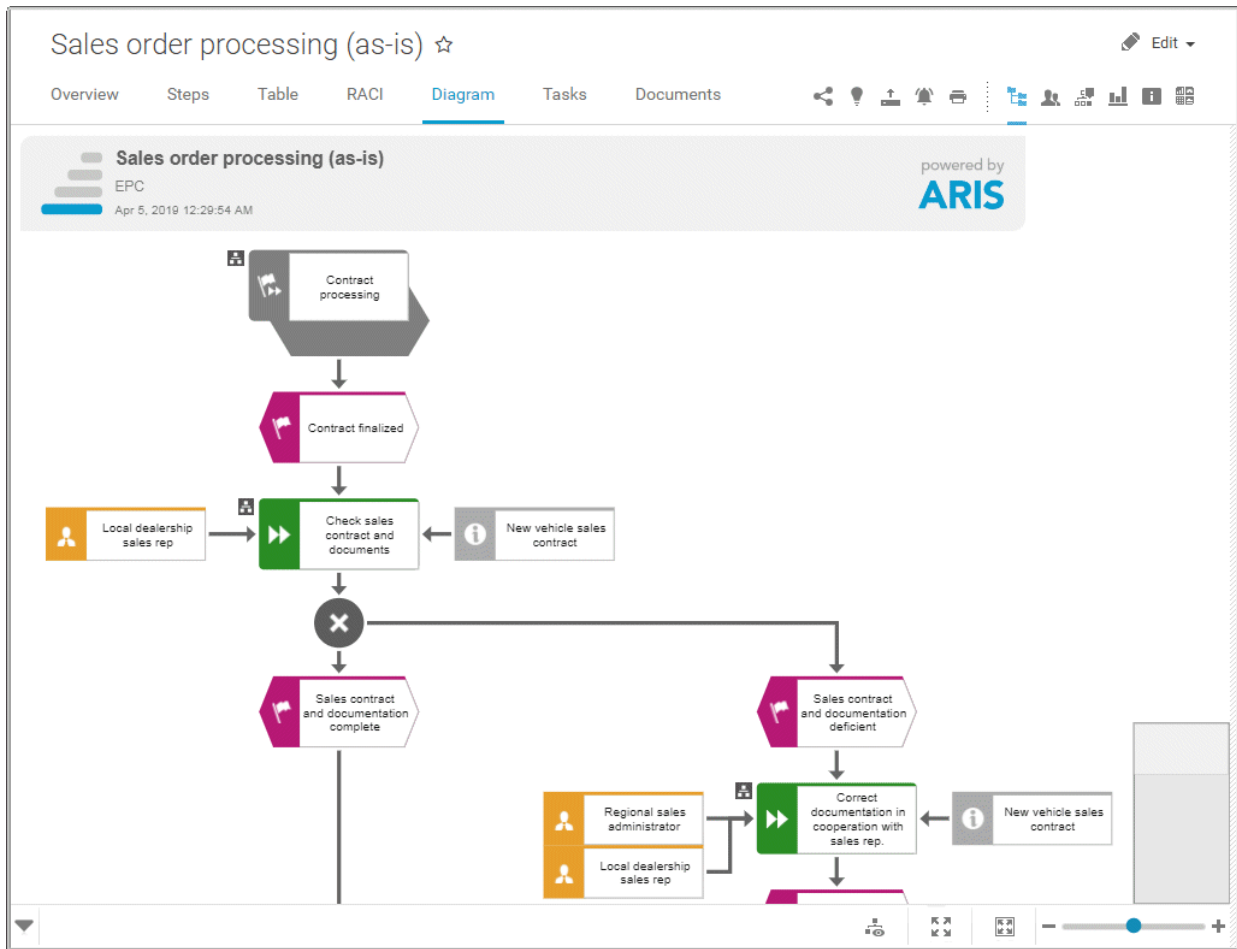 Sales order processing (as-is)
Edit
Overview
Steps
Table
RACI
Diagram
Tasks
Documents
Sales order processing (as-is)
EPC
Apr 5, 2019 12:29:54 AM
powered by
ARIS
Contract
processing
Contract finalized
Local dealership
sales rep
Check sales
contract and
documents
New vehicle sales
contract
Sales contract
and documentation
complete
Sales contract
and documentation
deficient
Regional sales
administrator
Local dealership
sales rep
Correct
documentation in
cooperation with
sales rep.
New vehicle sales
contract